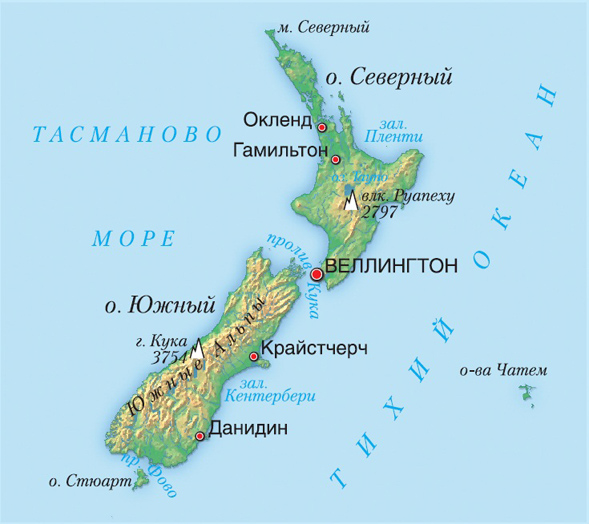 м. Северный
о. Северный
Окленд
зал.
Пленти
Гамильтон
ТАСМАНОВО
оз. Таупо
влк. Руапеху
2797
МОРЕ
пролив
Кука
ВЕЛЛИНГТОН
ТИХИЙ ОКЕАН
о. Южный
г. Кука
3754
Южные Альпы
Крайстчерч
о-ва Чатем
зал.
Кентербери
Данидин
пр. Фово
о. Стюарт